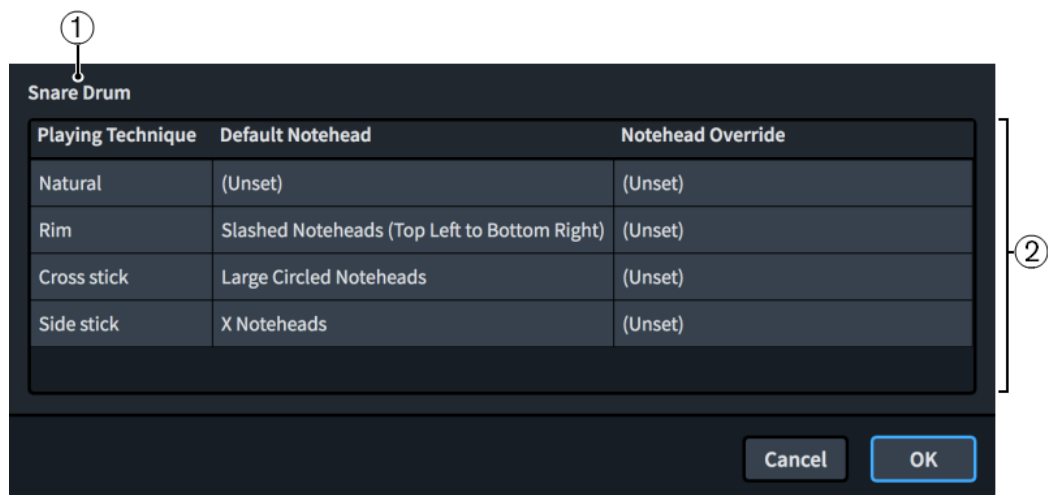 1
Snare Drum
Playing Technique Default Notehead Notehead Override
Natural (Unset) (Unset)
Rim Slashed Noteheads (Top Left to Bottom Right) (Unset)
Cross stick Large Circled Noteheads (Unset)
Side stick X Noteheads (Unset)
2
Cancel OK